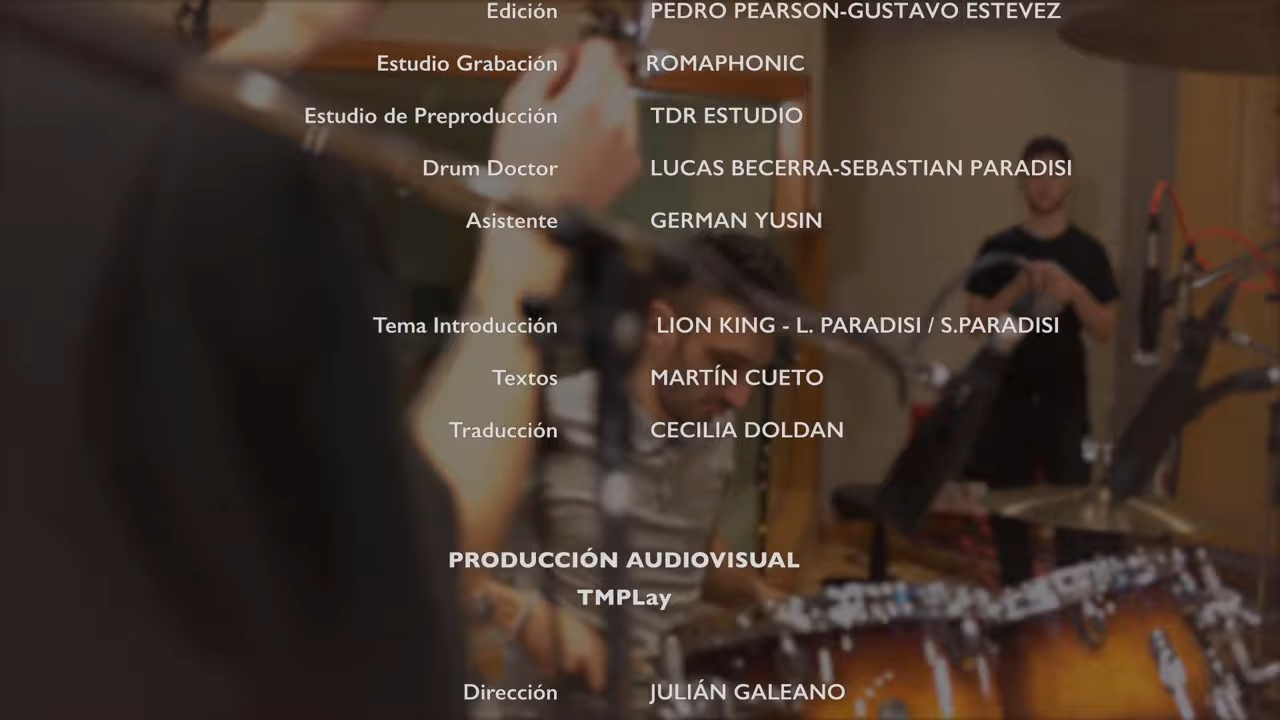 Edición PEDRO PEARSON-GUSTAVO ESTEVEZ
Estudio Grabación ROMAPHONIC
Estudio de Preproducción TDR ESTUDIO
Drum Doctor LUCAS BECERRA-SEBASTIAN PARADISI
Asistente GERMAN YUSIN
Tema Introducción LION KING - L. PARADISI / S.PARADISI
Textos MARTÍN CUETO
Traducción CECILIA DOLDAN
PRODUCCIÓN AUDIOVISUAL
TMPLay
Dirección JULIÁN GALEANO